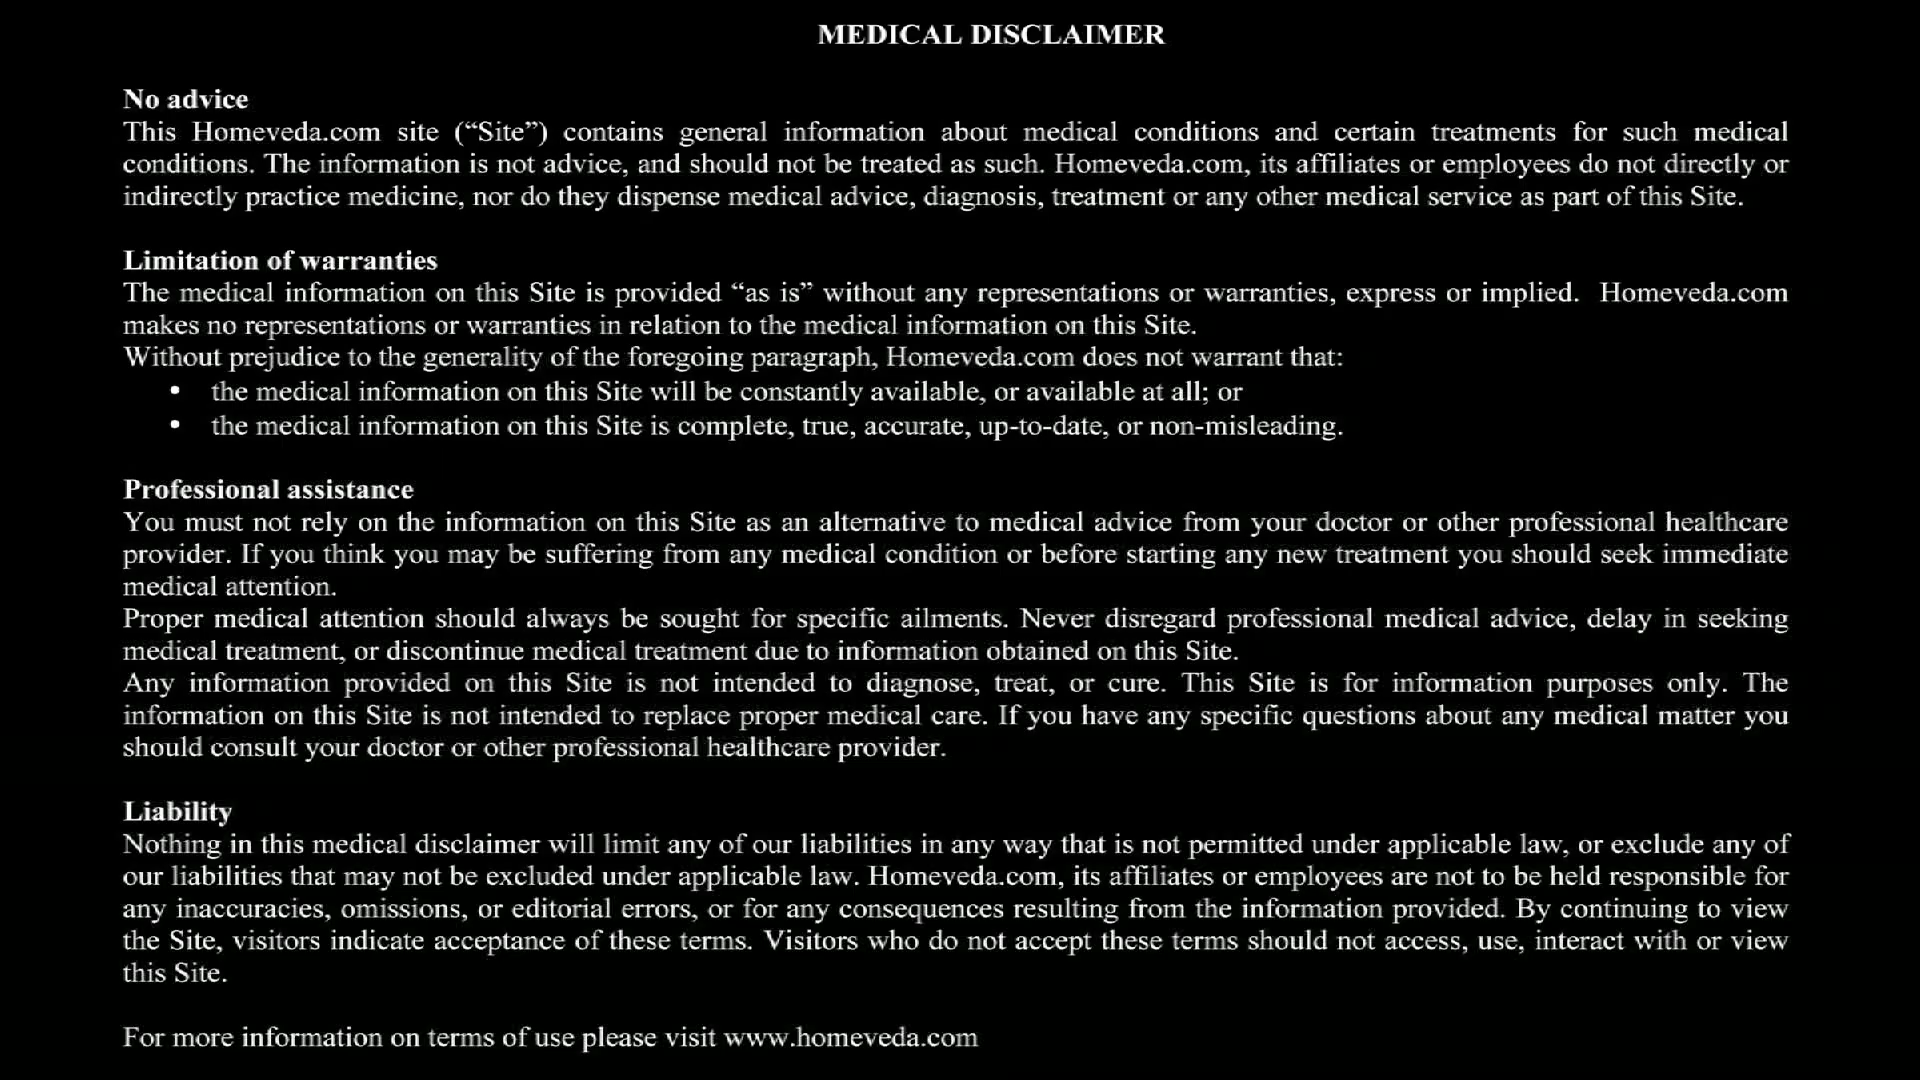 MEDICAL DISCLAIMER
No advice
This Homeveda.com site (“Site”) contains general information about medical conditions and certain treatments for such medical
conditions. The information is not advice, and should not be treated as such. Homeveda.com, its affiliates or employees do not directly or
indirectly practice medicine, nor do they dispense medical advice, diagnosis, treatment or any other medical service as part of this Site.
Limitation of warranties
The medical information on this Site is provided “as is” without any representations or warranties, express or implied. Homeveda.com
makes no representations or warranties in relation to the medical information on this Site.
Without prejudice to the generality of the foregoing paragraph, Homeveda.com does not warrant that:
• the medical information on this Site will be constantly available, or available at all; or
• the medical information on this Site is complete, true, accurate, up-to-date, or non-misleading.
Professional assistance
You must not rely on the information on this Site as an alternative to medical advice from your doctor or other professional healthcare
provider. If you think you may be suffering from any medical condition or before starting any new treatment you should seek immediate
medical attention.
Proper medical attention should always be sought for specific ailments. Never disregard professional medical advice, delay in seeking
medical treatment, or discontinue medical treatment due to information obtained on this Site.
Any information provided on this Site is not intended to diagnose, treat, or cure. This Site is for information purposes only. The
information on this Site is not intended to replace proper medical care. If you have any specific questions about any medical matter you
should consult your doctor or other professional healthcare provider.
Liability
Nothing in this medical disclaimer will limit any of our liabilities in any way that is not permitted under applicable law, or exclude any of
our liabilities that may not be excluded under applicable law. Homeveda.com, its affiliates or employees are not to be held responsible for
any inaccuracies, omissions, or editorial errors, or for any consequences resulting from the information provided. By continuing to view
the Site, visitors indicate acceptance of these terms. Visitors who do not accept these terms should not access, use, interact with or view
this Site.
For more information on terms of use please visit www.homeveda.com